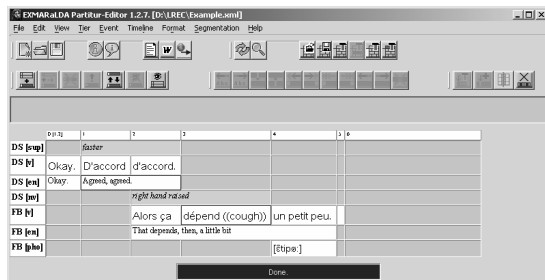 EXMARaLDA Partitur-Editor 1.2.7. [D:\LREC\Example.xml]
File Edit View Tier Event Timeline Format Segmentation Help
0 [1.2] 1 2 3 4 5 6
DS [sup] faster
DS [v] Okay. D'accord d'accord.
DS [en] Okay. Agreed, agreed.
DS [nv] right hand raised
FB [v] Alors ça dépend ((cough)) un petit peu.
FB [en] That depends, then, a little bit
FB [pho] [ɛ̃tipø:]
Done.